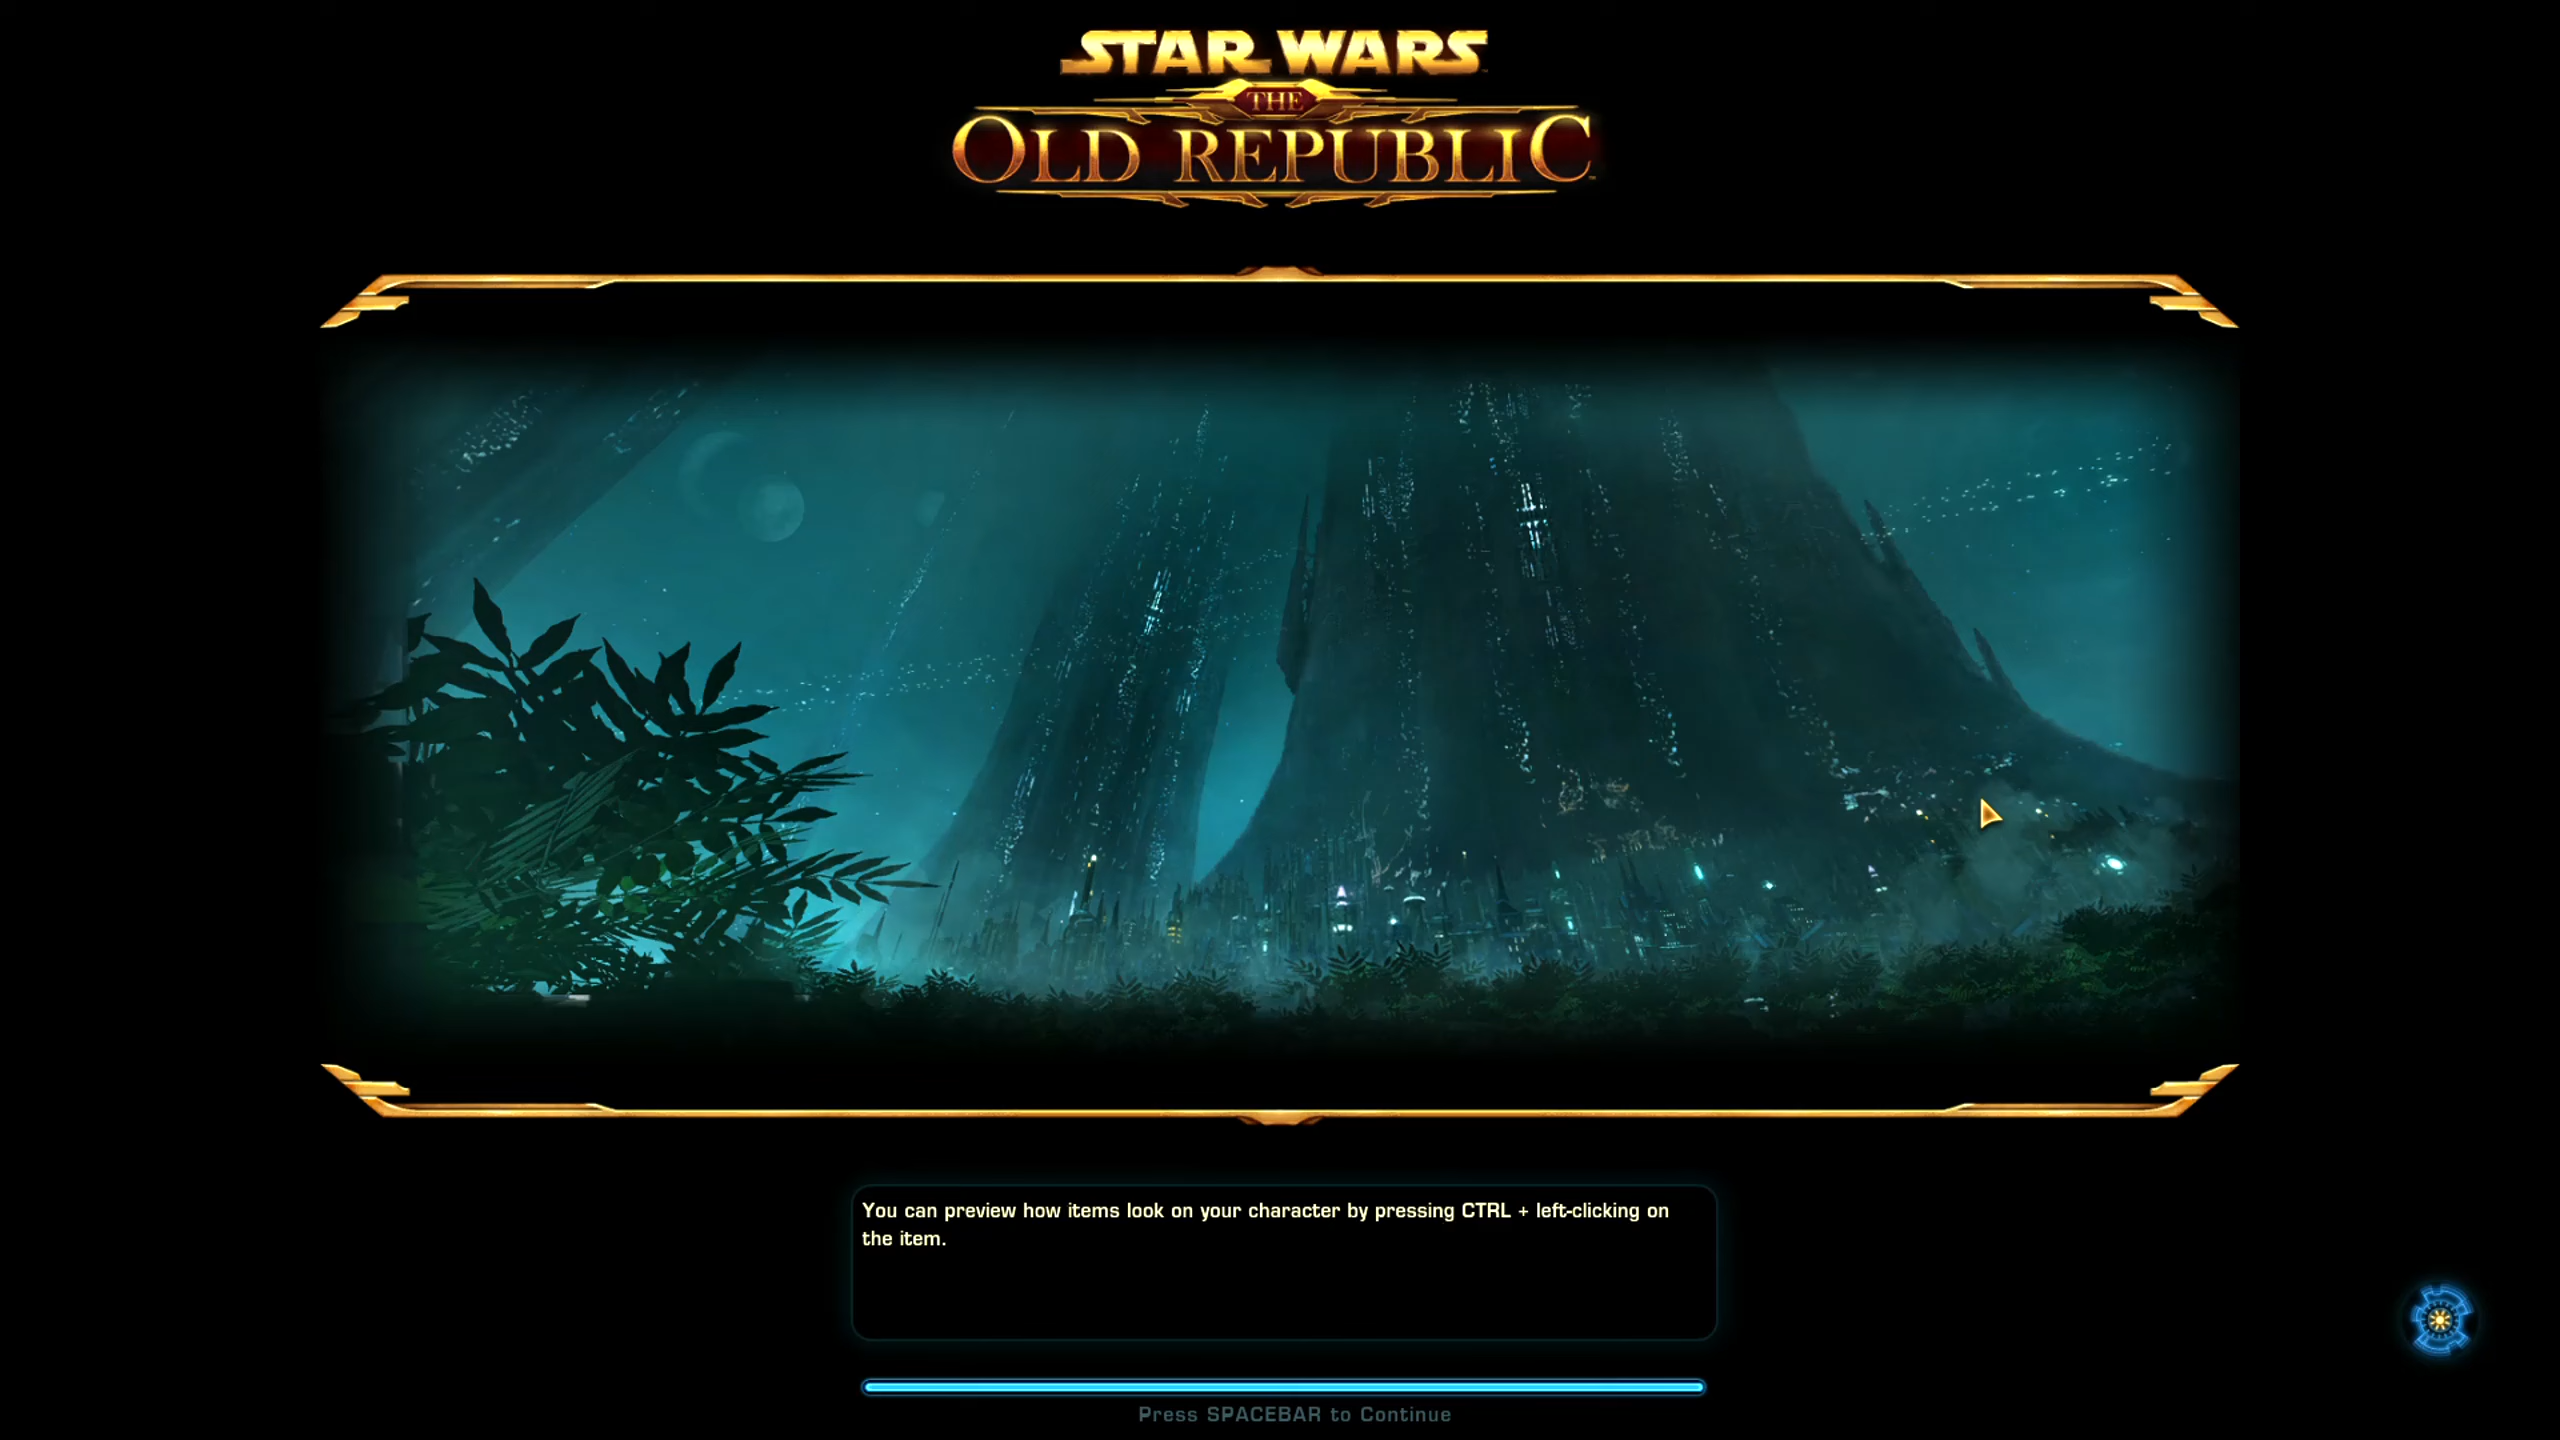 STAR WARS
THE
OLD REPUBLIC
You can preview how items look on your character by pressing CTRL + left-clicking on
the item.
Press SPACEBAR to Continue